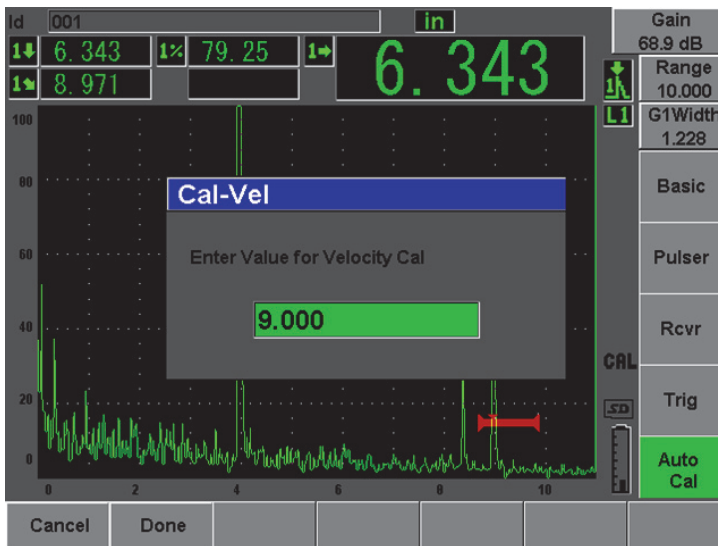 Id 001 in
Gain
68.9 dB
1 6.343 1% 79.25 1 6.343
1 8.971
1
Range
10.000
L1
G1Width
1.228
Basic
Pulser
Rcvr
Trig
Auto
Cal
CAL
SD
100
80
60
40
20
0
0 2 4 6 8 10
Cal-Vel
Enter Value for Velocity Cal
9.000
Cancel Done